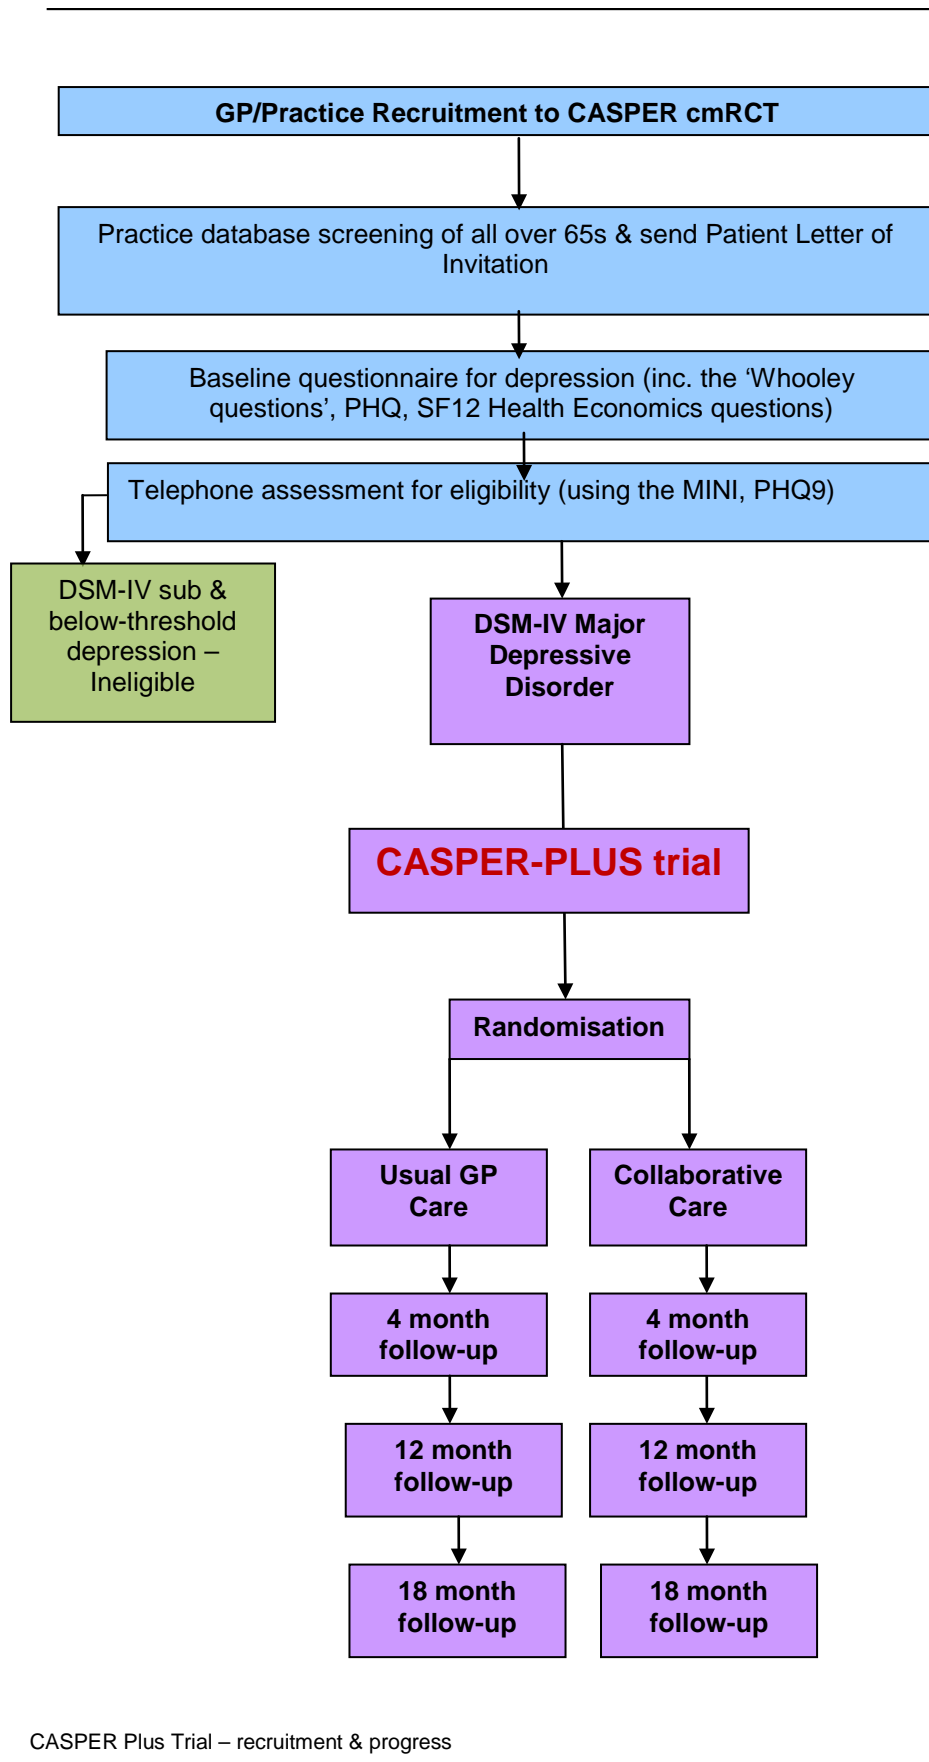 GP/Practice Recruitment to CASPER cmRCT
Practice database screening of all over 65s & send Patient Letter of
Invitation
Baseline questionnaire for depression (inc. the ‘Whooley
questions’, PHQ, SF12 Health Economics questions)
Telephone assessment for eligibility (using the MINI, PHQ9)
DSM-IV sub &
below-threshold
depression –
Ineligible
DSM-IV Major
Depressive
Disorder
CASPER-PLUS trial
Randomisation
Usual GP
Care
Collaborative
Care
4 month
follow-up
4 month
follow-up
12 month
follow-up
12 month
follow-up
18 month
follow-up
18 month
follow-up
CASPER Plus Trial – recruitment & progress